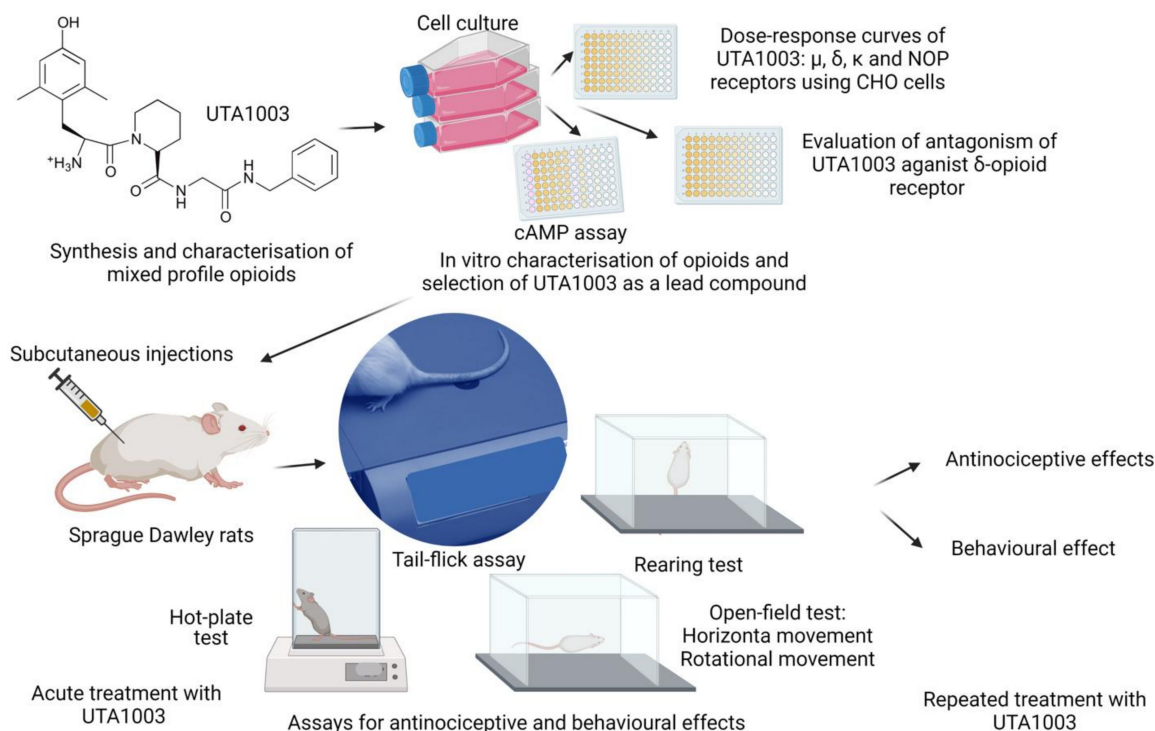 OH
UTA1003
+H3N
O
N
O
N
H
H
N
O
Synthesis and characterisation of
mixed profile opioids
Cell culture
Dose-response curves of
UTA1003: μ, δ, κ and NOP
receptors using CHO cells
Evaluation of antagonism of
UTA1003 aganist δ-opioid
receptor
cAMP assay
In vitro characterisation of opioids and
selection of UTA1003 as a lead compound
Subcutaneous injections
Sprague Dawley rats
Tail-flick assay
Rearing test
Antinociceptive effects
Behavioural effect
Hot-plate
test
Open-field test:
Horizonta movement
Rotational movement
Acute treatment with
UTA1003
Assays for antinociceptive and behavioural effects
Repeated treatment with
UTA1003